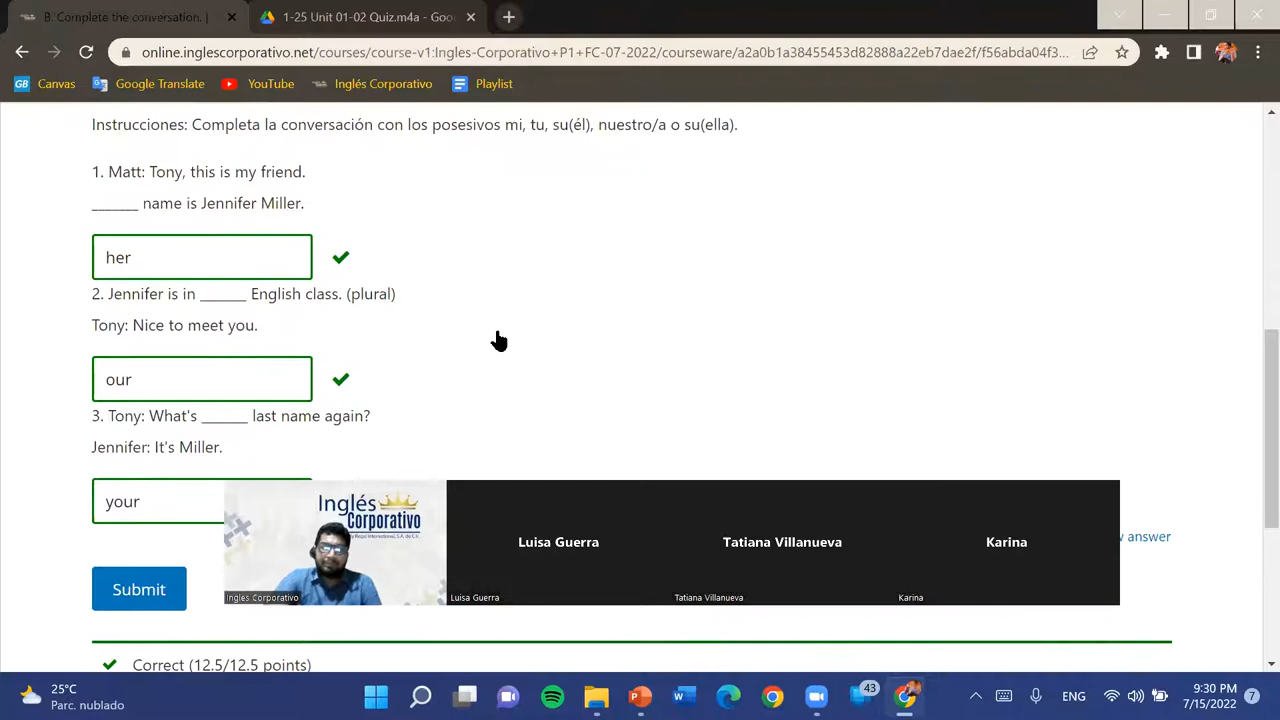 B. Complete the conversation.
1-25 Unit 01-02 Quiz.m4a - Goo
online.inglescorporativo.net/courses/course-v1:Ingles-Corporativo+P1+FC-07-2022/courseware/a2a0b1a38455453d82888a22eb7dae2f/f56abda04f3...
GB Canvas
Google Translate
YouTube
Inglés Corporativo
Playlist
Instrucciones: Completa la conversación con los posesivos mi, tu, su(él), nuestro/a o su(ella).
1. Matt: Tony, this is my friend.
______ name is Jennifer Miller.
her
2. Jennifer is in ______ English class. (plural)
Tony: Nice to meet you.
our
3. Tony: What's ______ last name again?
Jennifer: It's Miller.
your
Inglés
Corporativo
Ingles Corporativo
Luisa Guerra
Luisa Guerra
Tatiana Villanueva
Tatiana Villanueva
Karina
Karina
w answer
Submit
Correct (12.5/12.5 points)
25°C
Parc. nublado
43
ENG
9:30 PM
7/15/2022
7